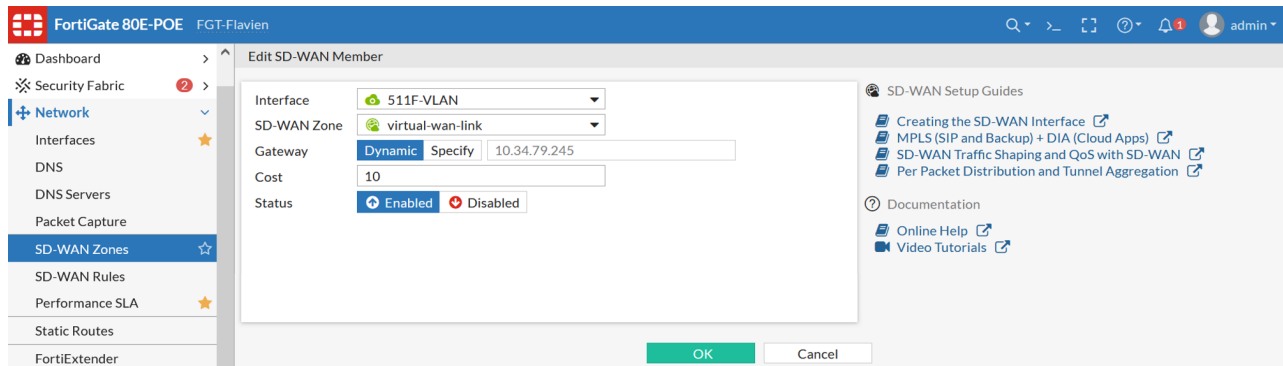 FortiGate 80E-POE FGT-Flavien >_ 1 admin
Dashboard
Security Fabric 2
Network
Interfaces
DNS
DNS Servers
Packet Capture
SD-WAN Zones
SD-WAN Rules
Performance SLA
Static Routes
FortiExtender
Edit SD-WAN Member
Interface 511F-VLAN
SD-WAN Zone virtual-wan-link
Gateway Dynamic Specify 10.34.79.245
Cost 10
Status Enabled Disabled
OK Cancel
SD-WAN Setup Guides
Creating the SD-WAN Interface
MPLS (SIP and Backup) + DIA (Cloud Apps)
SD-WAN Traffic Shaping and QoS with SD-WAN
Per Packet Distribution and Tunnel Aggregation
Documentation
Online Help
Video Tutorials